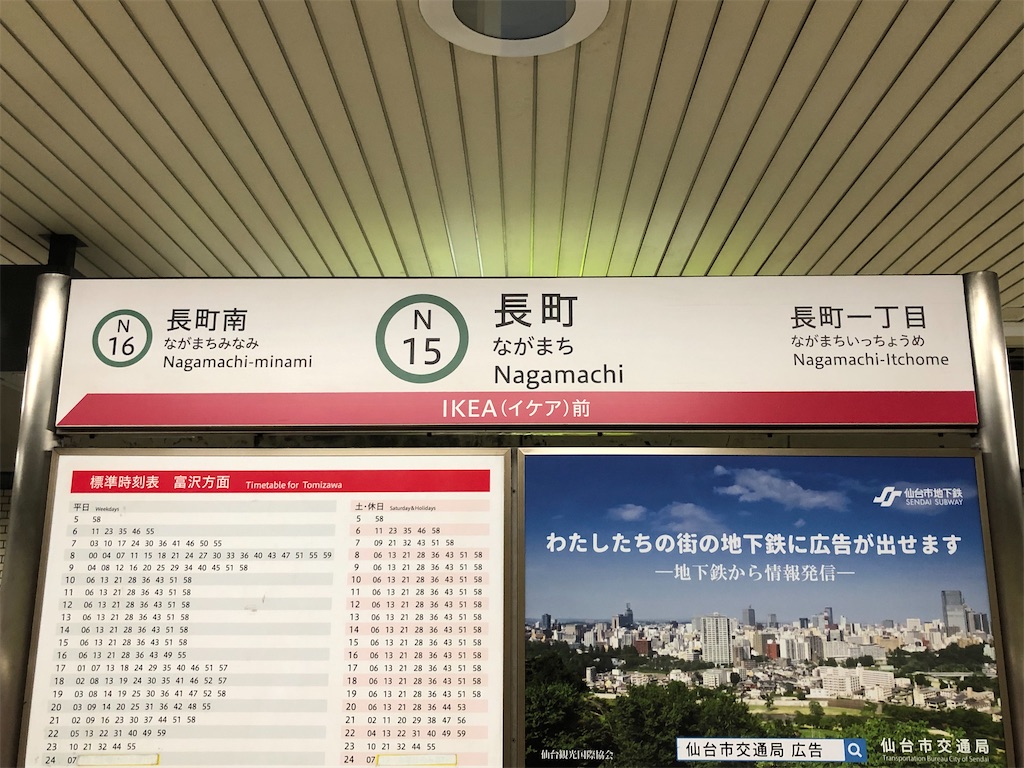 N
16
長町南
ながまちみなみ
Nagamachi-minami
N
15
長町
ながまち
Nagamachi
長町一丁目
ながまちいっちょうめ
Nagamachi-Itchome
IKEA(イケア)前
標準時刻表 富沢方面 Timetable for Tomizawa
平日 Weekdays
5 58
6 11 23 35 46 55
7 03 10 17 24 30 36 41 46 50 55
8 00 04 07 11 15 18 21 24 27 30 33 36 40 43 47 51 55 59
9 04 08 12 16 20 25 29 34 40 45 51 58
10 06 13 21 28 36 43 51 58
11 06 13 21 28 36 43 51 58
12 06 13 21 28 36 43 51 58
13 06 13 21 28 36 43 51 58
14 06 13 21 28 36 43 51 58
15 06 13 21 28 36 43 51 58
16 06 13 21 28 36 43 49 55
17 01 07 13 18 24 29 35 40 46 51 57
18 02 08 13 19 24 30 35 41 46 52 57
19 03 08 14 19 25 30 36 41 47 52 58
20 03 09 14 20 25 31 36 42 48 55
21 02 09 16 23 30 37 44 51 58
22 05 13 22 31 40 49 59
23 10 21 32 44 55
24 07
土・休日 Saturday&Holidays
5 58
6 11 23 35 46 58
7 09 21 32 43 51 58
8 06 13 21 28 36 43 51 58
9 06 13 21 28 36 43 51 58
10 06 13 21 28 36 43 51 58
11 06 13 21 28 36 43 51 58
12 06 13 21 28 36 43 51 58
13 06 13 21 28 36 43 51 58
14 06 13 21 28 36 43 51 58
15 06 13 21 28 36 43 51 58
16 06 13 21 28 36 43 51 58
17 06 13 21 28 36 43 51 58
18 06 13 21 28 36 43 51 58
19 06 13 21 28 36 43 51 58
20 06 13 21 28 36 44 53
21 02 11 20 29 38 47 56
22 06 16 26 36 47 58
23 10 21 32 44 55
24 07
仙台市地下鉄
SENDAI SUBWAY
わたしたちの街の地下鉄に広告が出せます
―地下鉄から情報発信―
仙台観光国際協会
仙台市交通局 広告
仙台市交通局
Transportation Bureau City of Sendai